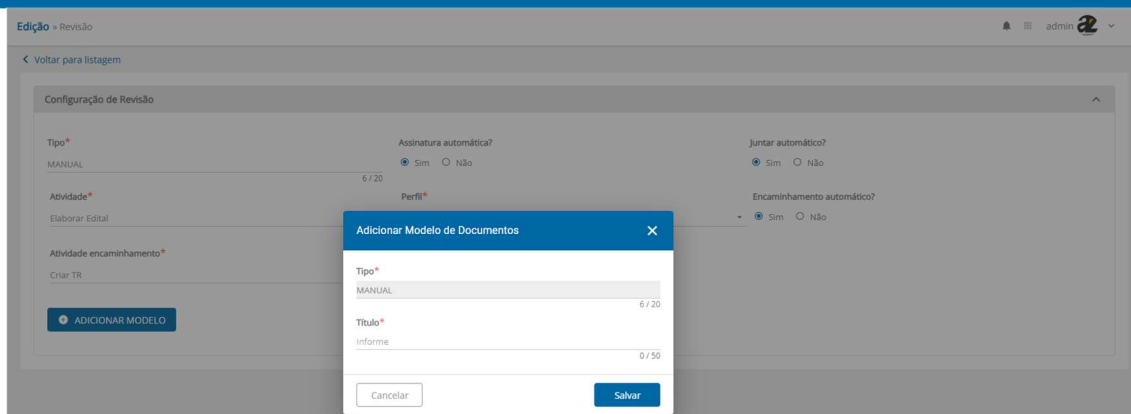 Edição » Revisão
admin
Voltar para listagem
Configuração de Revisão
Tipo*
Assinatura automática?
Juntar automático?
MANUAL
Sim Não
Sim Não
6 / 20
Atividade*
Perfil*
Encaminhamento automático?
Elaborar Edital
Sim Não
Atividade encaminhamento*
Criar TR
ADICIONAR MODELO
Adicionar Modelo de Documentos
Tipo*
MANUAL
6 / 20
Título*
Informe
0 / 50
Cancelar
Salvar